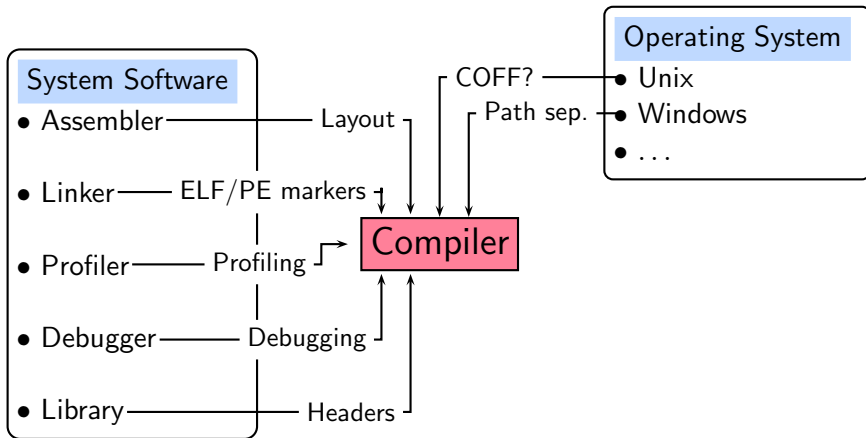 System Software
• Assembler
Layout
• Linker
ELF/PE markers
• Profiler
Profiling
• Debugger
Debugging
• Library
Headers
Compiler
Operating System
COFF?
• Unix
Path sep.
• Windows
• . . .